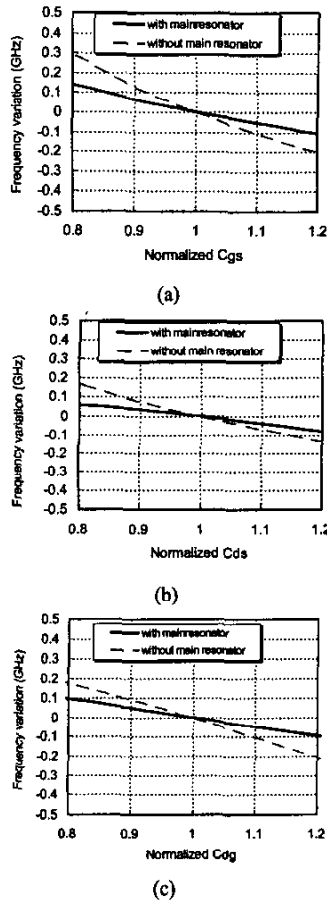 0.5
with mainresonator
0.4
without main resonator
0.3
0.2
0.1
0
-0.1
-0.2
-0.3
-0.4
-0.5
Frequency variation (GHz)
0.8 0.9 1 1.1 1.2
Normalized Cgs
(a)
0.5
with mainresonator
0.4
without main resonator
0.3
0.2
0.1
0
-0.1
-0.2
-0.3
-0.4
-0.5
Frequency variation (GHz)
0.8 0.9 1 1.1 1.2
Normalized Cds
(b)
0.5
with mainresonator
0.4
without main resonator
0.3
0.2
0.1
0
-0.1
-0.2
-0.3
-0.4
-0.5
Frequency variation (GHz)
0.8 0.9 1 1.1 1.2
Normalized Cdg
(c)